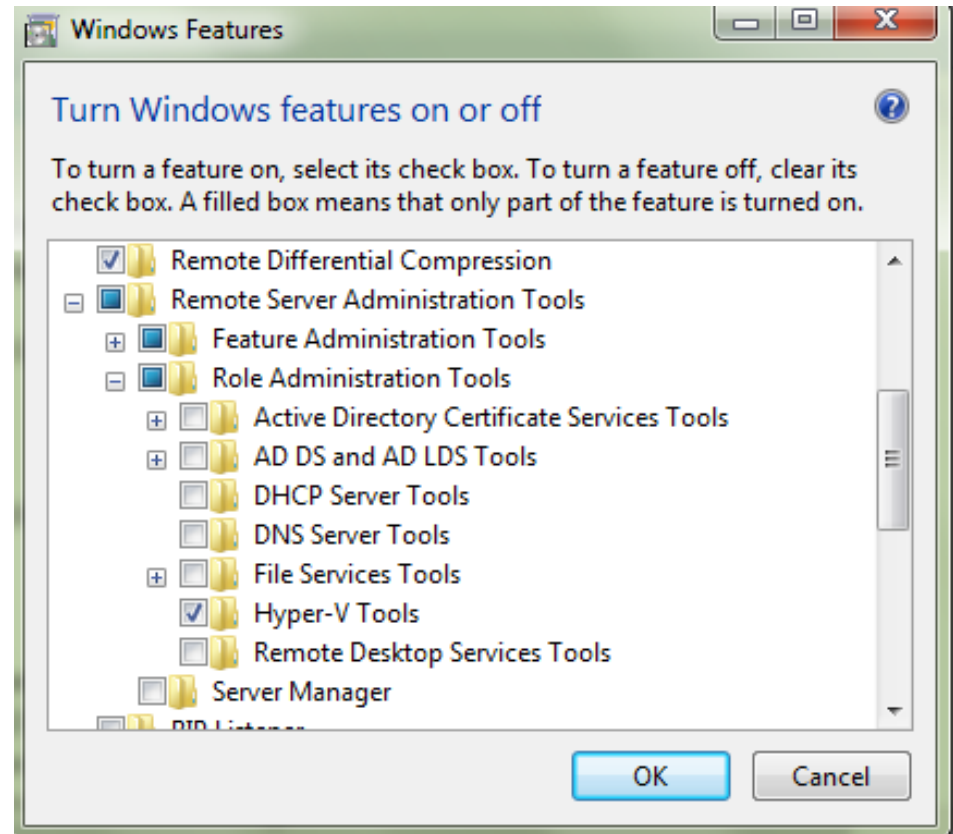 Windows Features
Turn Windows features on or off
To turn a feature on, select its check box. To turn a feature off, clear its
check box. A filled box means that only part of the feature is turned on.
Remote Differential Compression
Remote Server Administration Tools
Feature Administration Tools
Role Administration Tools
Active Directory Certificate Services Tools
AD DS and AD LDS Tools
DHCP Server Tools
DNS Server Tools
File Services Tools
Hyper-V Tools
Remote Desktop Services Tools
Server Manager
RIP Listener
OK
Cancel